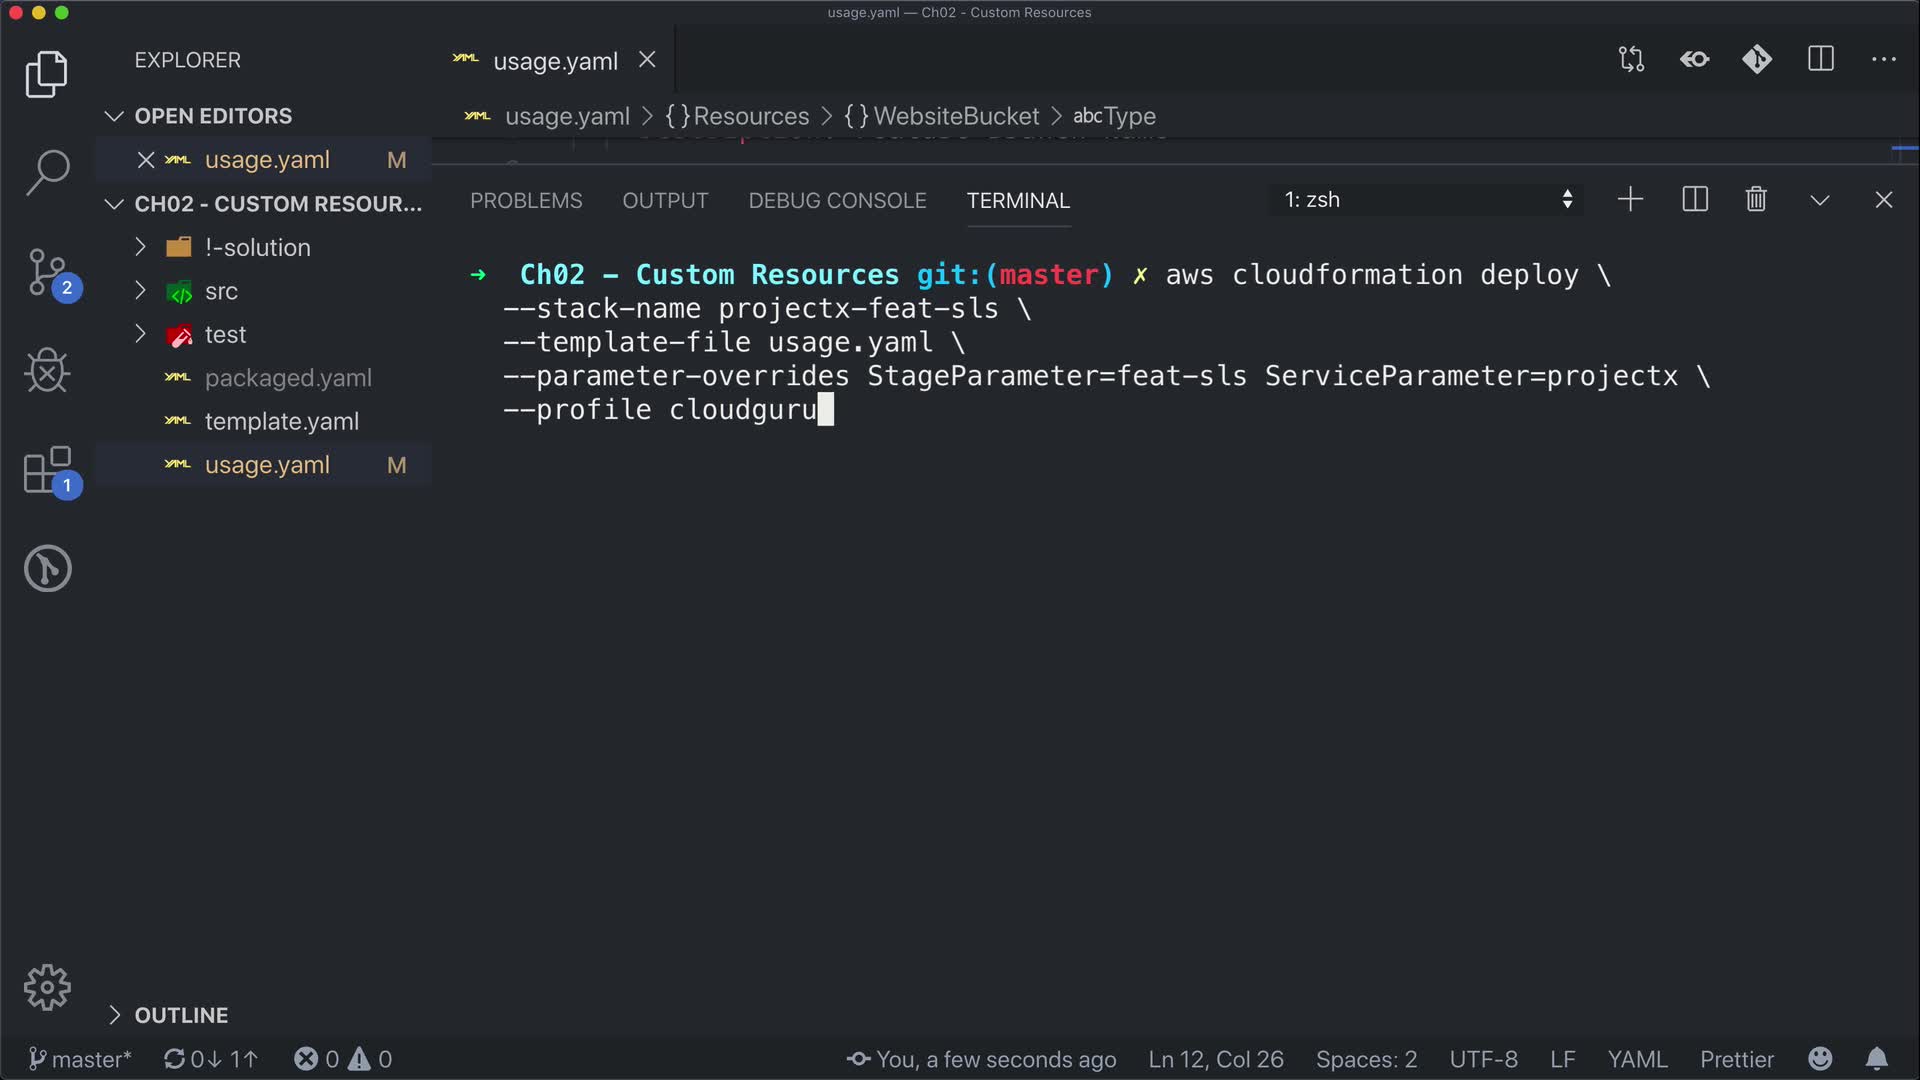 usage.yaml — Ch02 - Custom Resources
EXPLORER
usage.yaml
OPEN EDITORS
usage.yaml > {} Resources > {} WebsiteBucket > abc Type
usage.yaml M
PROBLEMS OUTPUT DEBUG CONSOLE TERMINAL 1: zsh
CH02 - CUSTOM RESOUR...
!-solution
src
test
packaged.yaml
template.yaml
usage.yaml M
2
1
➜ Ch02 - Custom Resources git:(master) ✗ aws cloudformation deploy \
--stack-name projectx-feat-sls \
--template-file usage.yaml \
--parameter-overrides StageParameter=feat-sls ServiceParameter=projectx \
--profile cloudguru
OUTLINE
master* 0↓ 1↑ 0 0 You, a few seconds ago Ln 12, Col 26 Spaces: 2 UTF-8 LF YAML Prettier